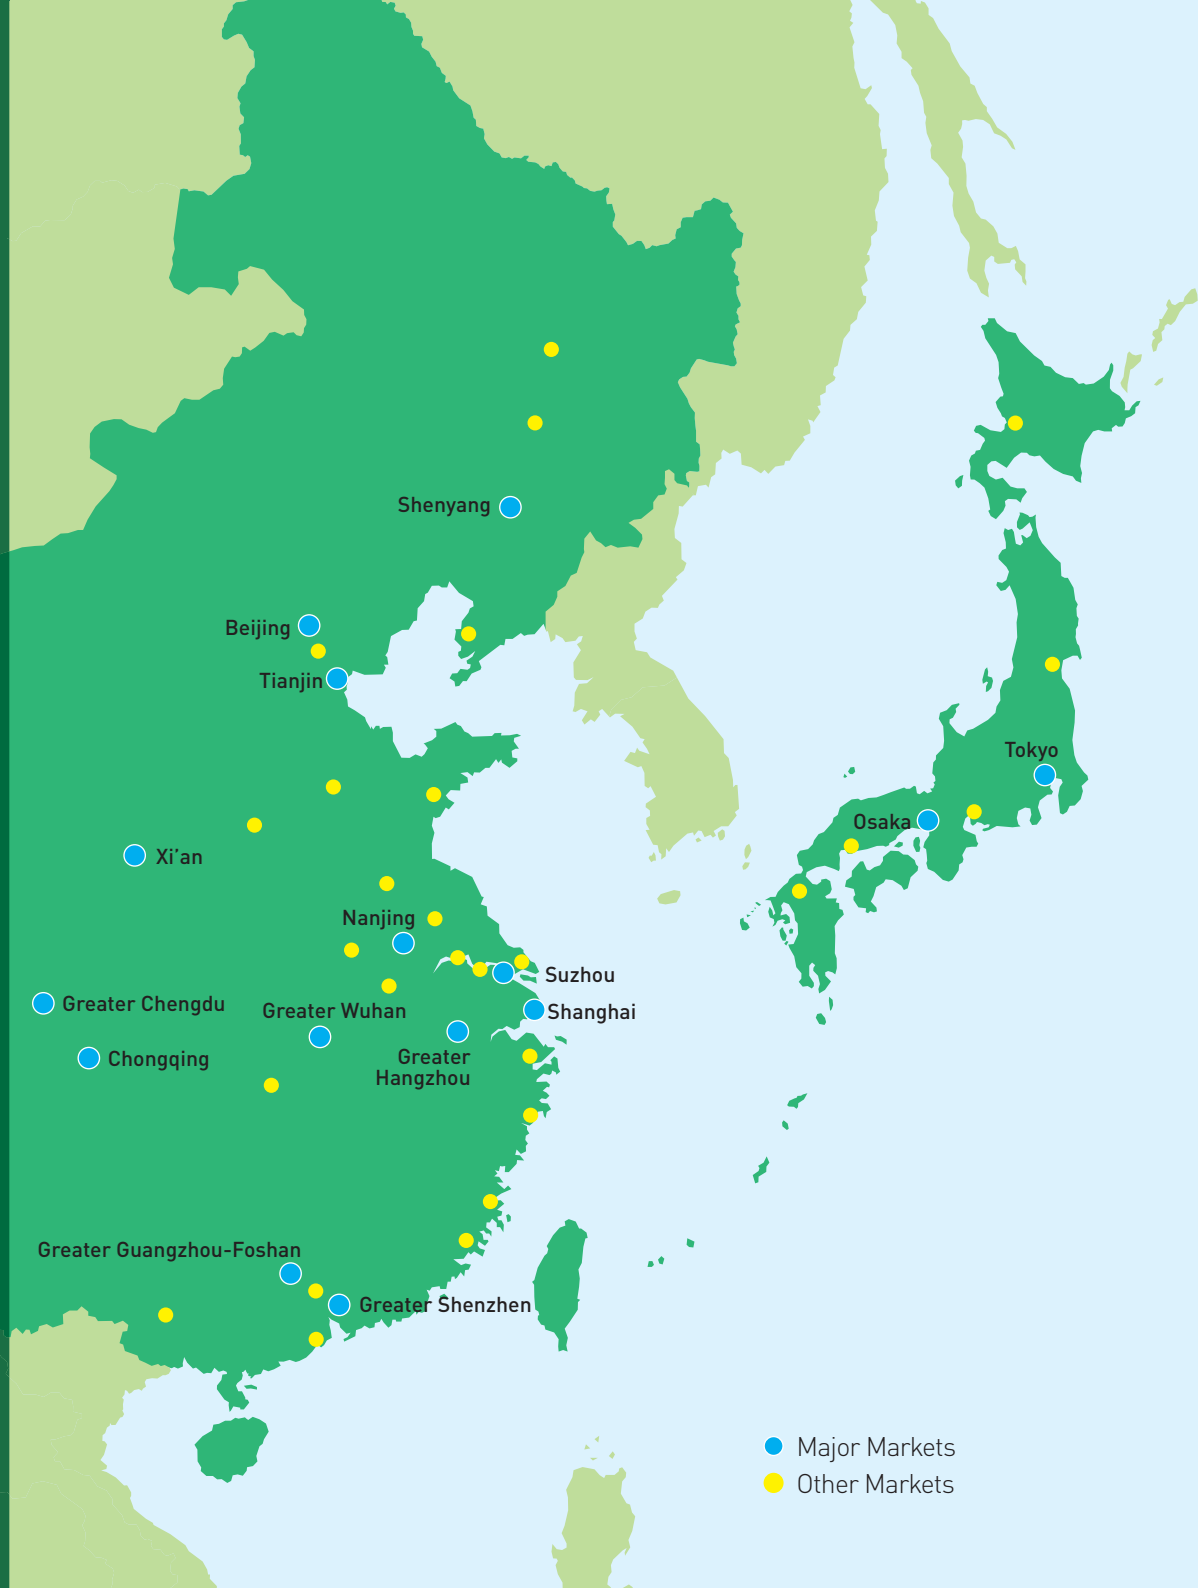 Shenyang
Beijing
Tianjin
Tokyo
Osaka
Xi’an
Nanjing
Suzhou
Greater Chengdu
Greater Wuhan
Shanghai
Chongqing
Greater
Hangzhou
Greater Guangzhou-Foshan
Greater Shenzhen
Major Markets
Other Markets